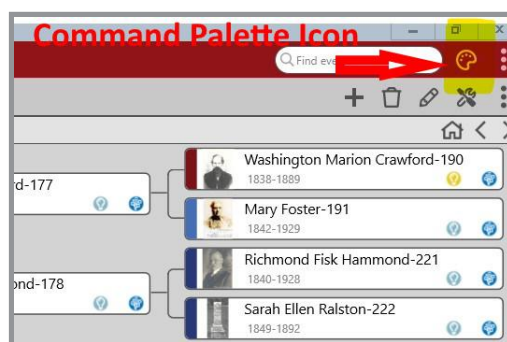 Command Palette Icon
Find eve
Washington Marion Crawford-190
1838-1889
rd-177
Mary Foster-191
1842-1929
Richmond Fisk Hammond-221
1840-1928
ond-178
Sarah Ellen Ralston-222
1849-1892